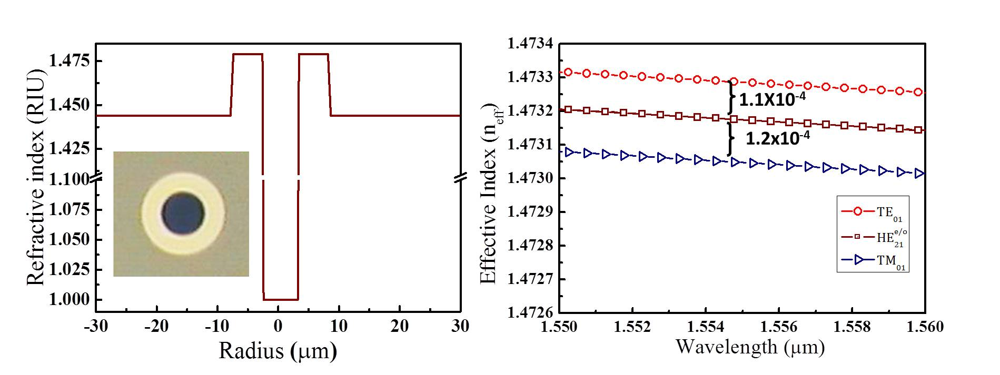 Refractive index (RIU)
1.475
1.450
1.425
1.100
1.075
1.050
1.025
1.000
-30 -20 -10 0 10 20 30
Radius (μm)
Effective Index (neff)
1.4734
1.4733
1.4732
1.4731
1.4730
1.4729
1.4728
1.4727
1.4726
1.1X10-4
1.2x10-4
TE01
HE21e/o
TM01
1.550 1.552 1.554 1.556 1.558 1.560
Wavelength (μm)